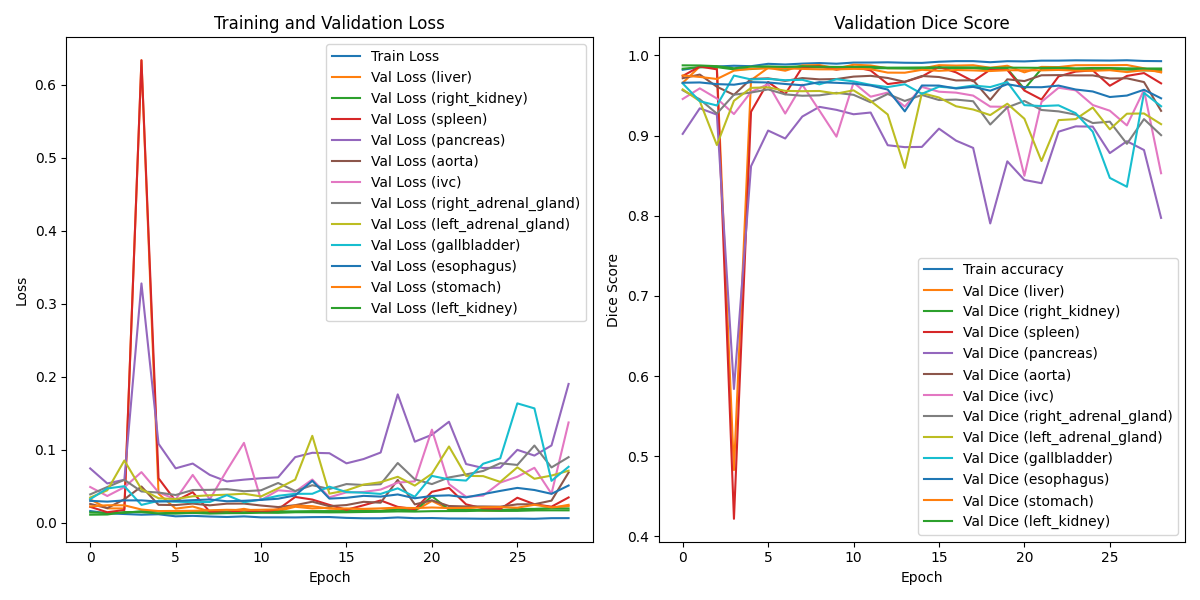 Training and Validation Loss
Loss
0.6
0.5
0.4
0.3
0.2
0.1
0.0
0 5 10 15 20 25
Epoch
Train Loss
Val Loss (liver)
Val Loss (right_kidney)
Val Loss (spleen)
Val Loss (pancreas)
Val Loss (aorta)
Val Loss (ivc)
Val Loss (right_adrenal_gland)
Val Loss (left_adrenal_gland)
Val Loss (gallbladder)
Val Loss (esophagus)
Val Loss (stomach)
Val Loss (left_kidney)
Validation Dice Score
Dice Score
1.0
0.9
0.8
0.7
0.6
0.5
0.4
0 5 10 15 20 25
Epoch
Train accuracy
Val Dice (liver)
Val Dice (right_kidney)
Val Dice (spleen)
Val Dice (pancreas)
Val Dice (aorta)
Val Dice (ivc)
Val Dice (right_adrenal_gland)
Val Dice (left_adrenal_gland)
Val Dice (gallbladder)
Val Dice (esophagus)
Val Dice (stomach)
Val Dice (left_kidney)